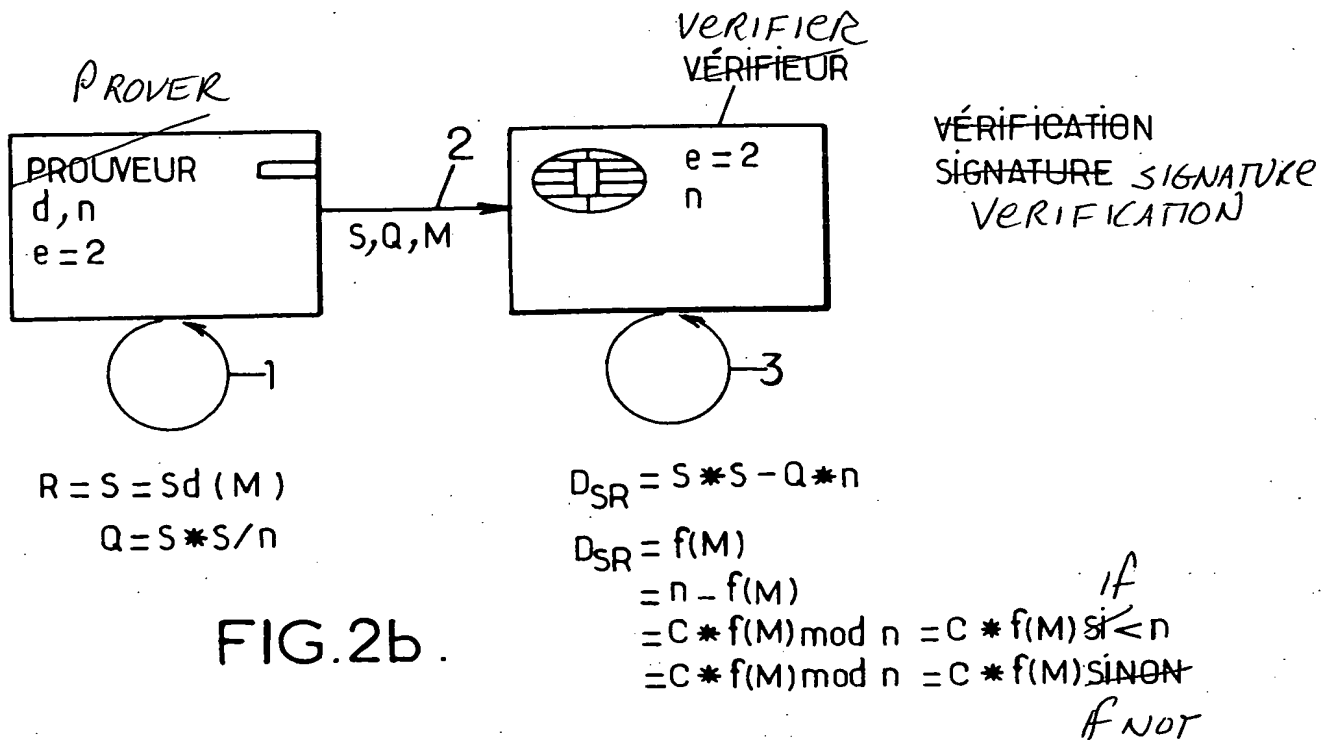 VERIFIER
VÉRIFIEUR
PROVER
PROUVEUR
d,n
e=2
2
S,Q,M
e=2
n
VÉRIFICATION
SIGNATURE SIGNATURE
VERIFICATION
1
3
R=S=Sd(M)
Q=S*S/n
D_SR=S*S-Q*n
D_SR=f(M)
=n-f(M)
if
=C*f(M)mod n =C*f(M)si<n
=C*f(M)mod n =C*f(M)SINON
if NOT
FIG.2b.